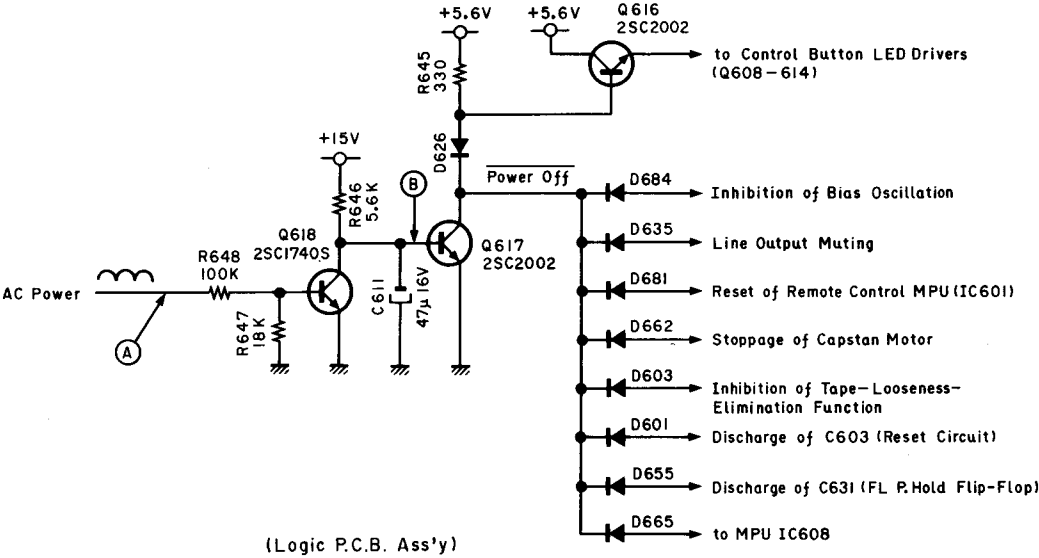 +5.6V
+5.6V
Q616
2SC2002
to Control Button LED Drivers
(Q608-614)
R645
330
+15V
D626
Power Off
B
R646
5.6K
D684
Inhibition of Bias Oscillation
Q618
2SC1740S
Q617
2SC2002
D635
Line Output Muting
R648
100K
AC Power
C611
47μ 16V
D681
Reset of Remote Control MPU (IC601)
A
R647
18K
D662
Stoppage of Capstan Motor
D603
Inhibition of Tape-Looseness-
Elimination Function
D601
Discharge of C603 (Reset Circuit)
D655
Discharge of C631 (FL P.Hold Flip-Flop)
D665
to MPU IC608
(Logic P.C.B. Ass'y)